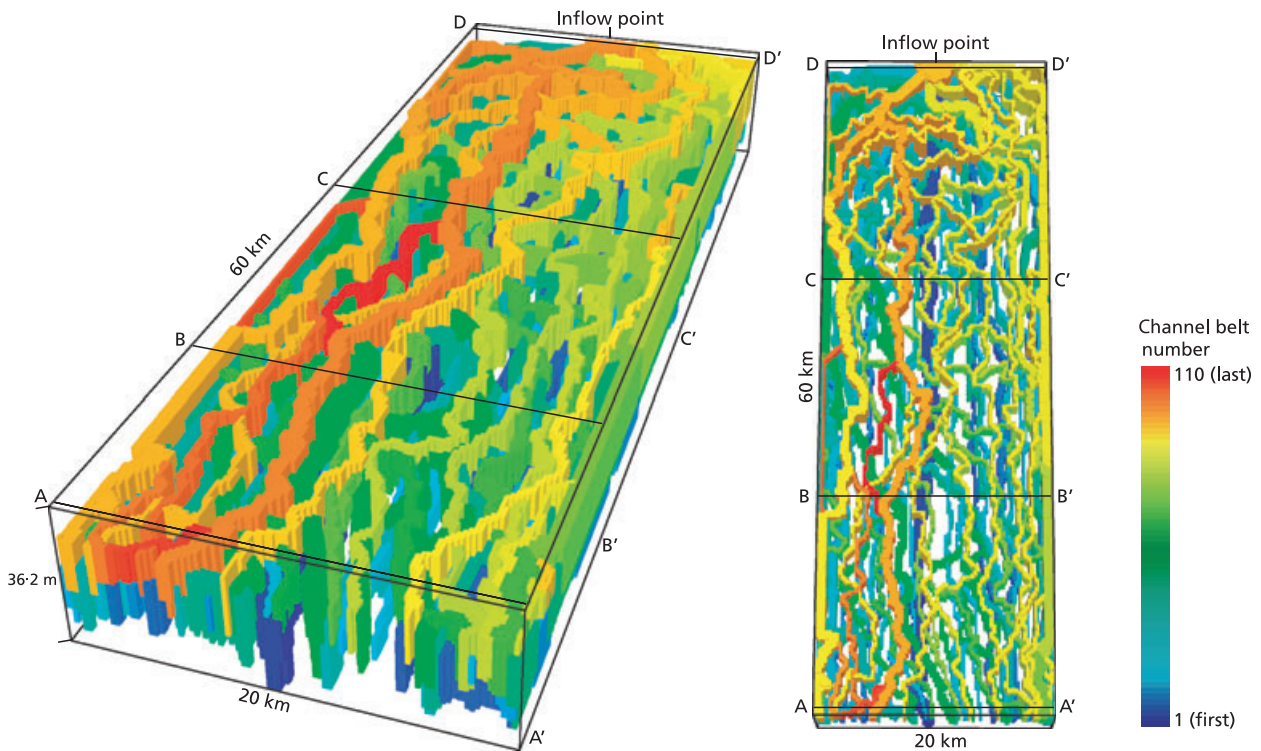 Inflow point
D
D'
C
60 km
B
C'
A
B'
36·2 m
20 km
A'
Inflow point
D
D'
C
C'
60 km
B
B'
A
A'
20 km
Channel belt
number
110 (last)
1 (first)